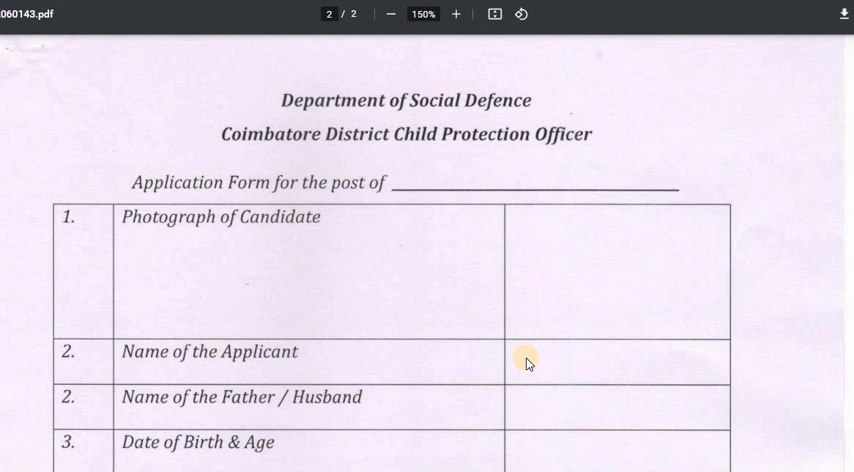 060143.pdf
2 / 2
150%
Department of Social Defence
Coimbatore District Child Protection Officer
Application Form for the post of
1. Photograph of Candidate
2. Name of the Applicant
2. Name of the Father / Husband
3. Date of Birth & Age